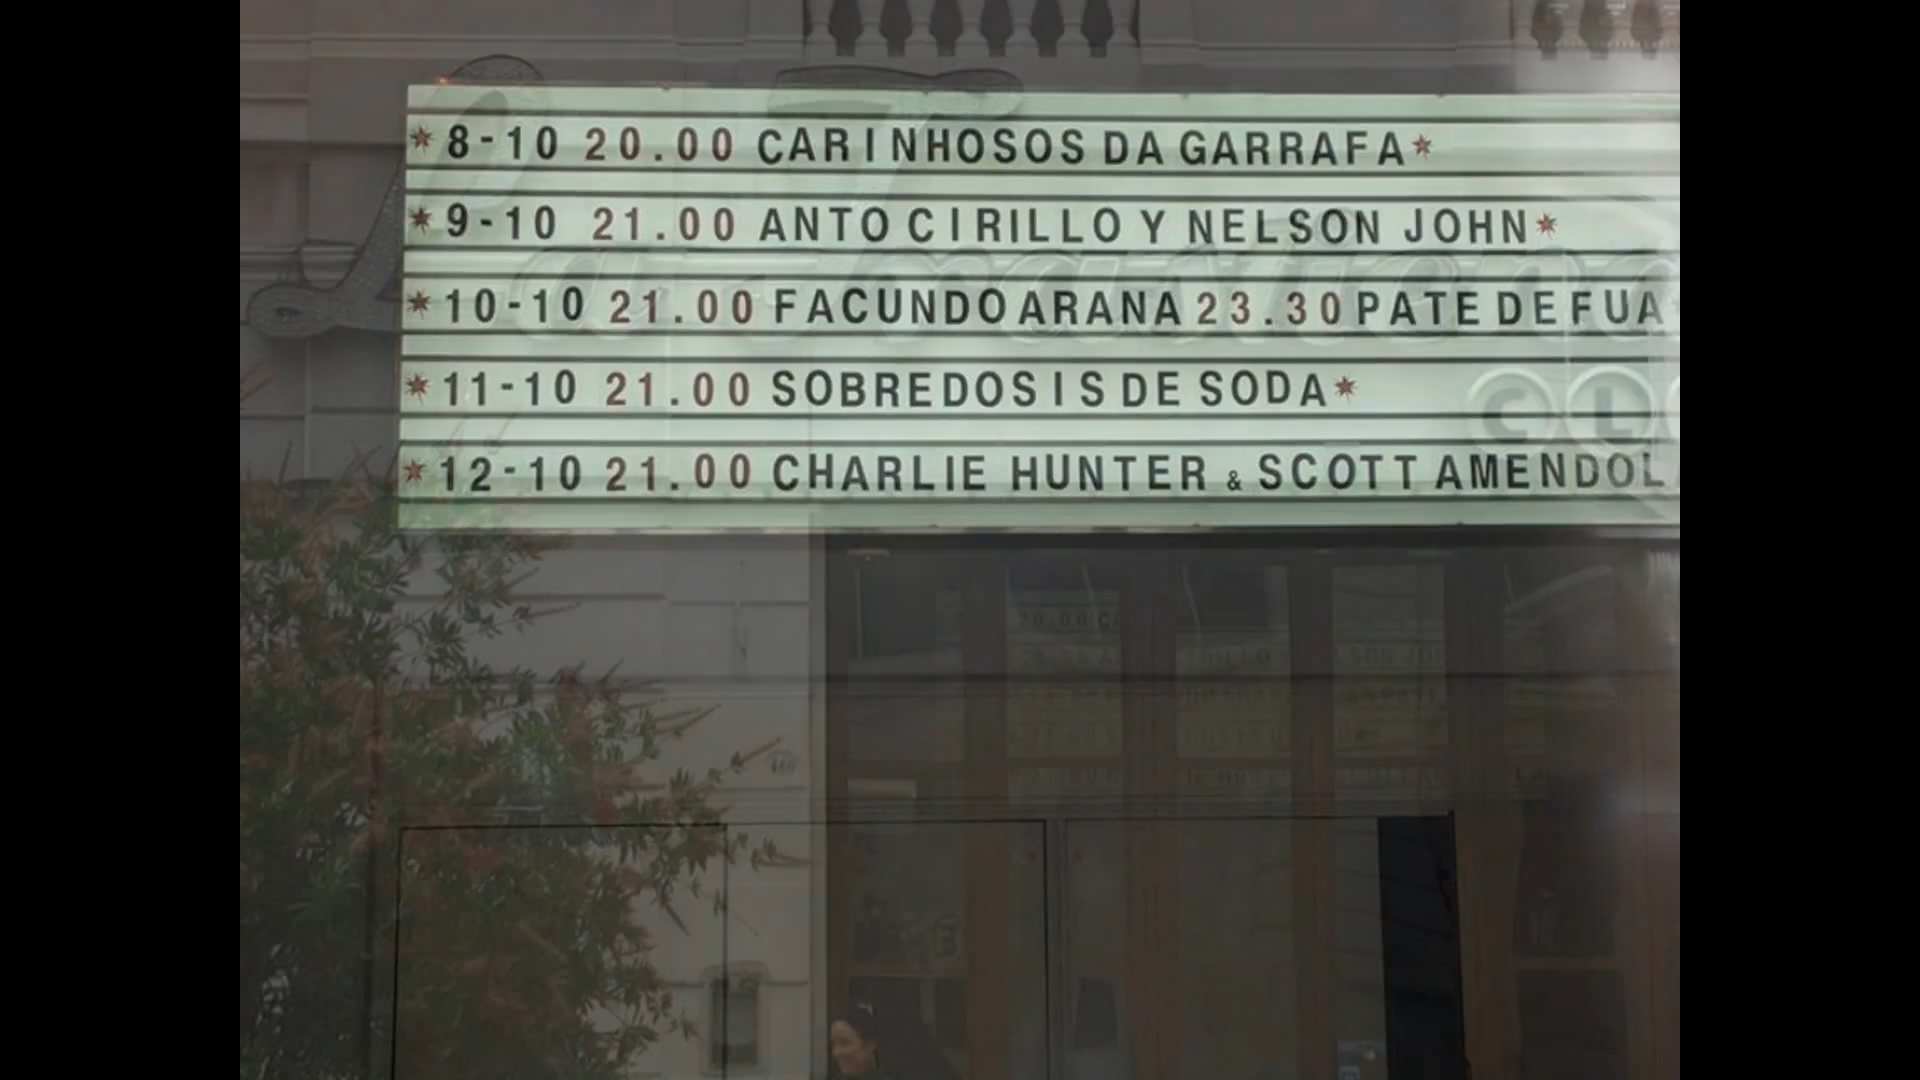 *8-10 20.00 CARINHOSOS DA GARRAFA*
*9-10 21.00 ANTO CIRILLO Y NELSON JOHN*
*10-10 21.00 FACUNDO ARANA 23.30 PATE DE FUA
*11-10 21.00 SOBREDOSIS DE SODA*
*12-10 21.00 CHARLIE HUNTER & SCOTT AMENDOL